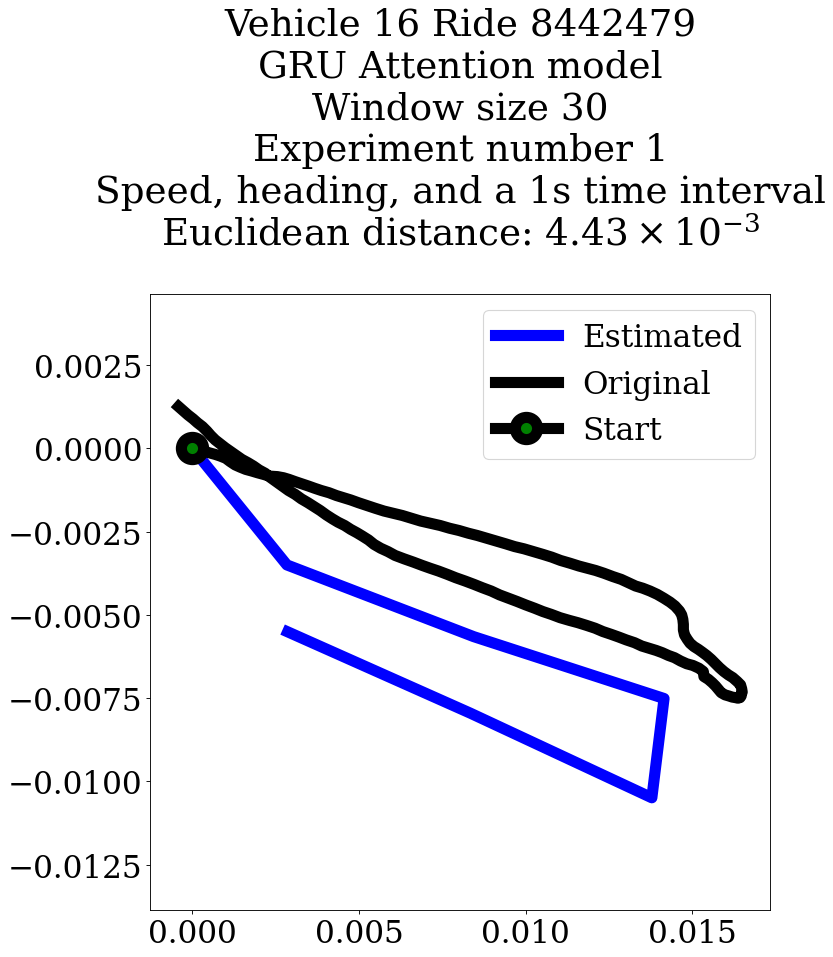 Vehicle 16 Ride 8442479
GRU Attention model
Window size 30
Experiment number 1
Speed, heading, and a 1s time interval
Euclidean distance: 4.43 × 10⁻³
Estimated
Original
Start
0.0025
0.0000
−0.0025
−0.0050
−0.0075
−0.0100
−0.0125
0.000 0.005 0.010 0.015